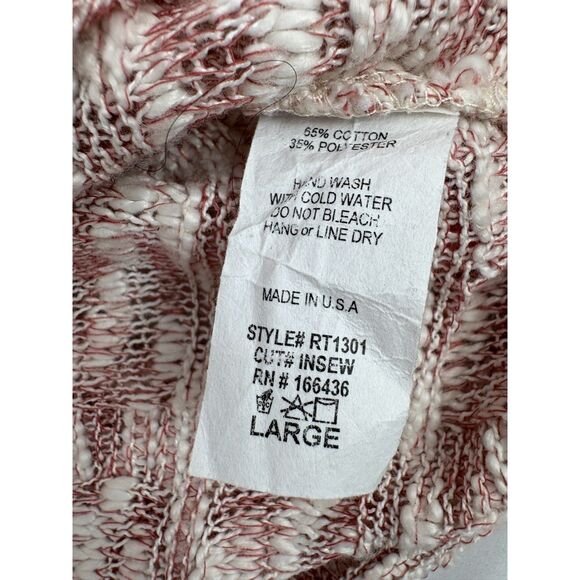 65% COTTON
35% POLYESTER
HAND WASH
WITH COLD WATER
DO NOT BLEACH
HANG or LINE DRY
MADE IN U.S.A
STYLE# RT1301
CUT# INSEW
RN # 166436
LARGE